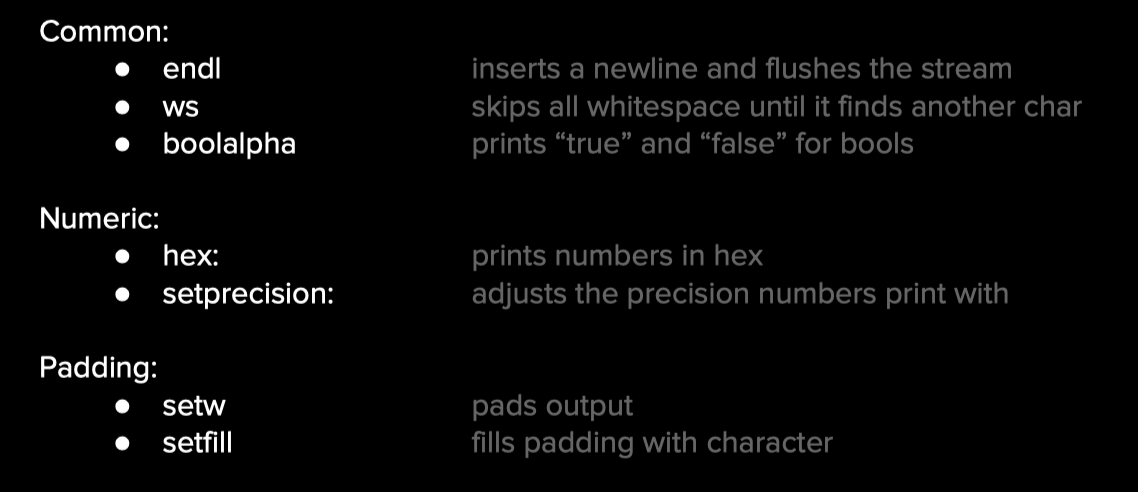 Common:
● endl inserts a newline and flushes the stream
● ws skips all whitespace until it finds another char
● boolalpha prints “true” and “false” for bools
Numeric:
● hex: prints numbers in hex
● setprecision: adjusts the precision numbers print with
Padding:
● setw pads output
● setfill fills padding with character